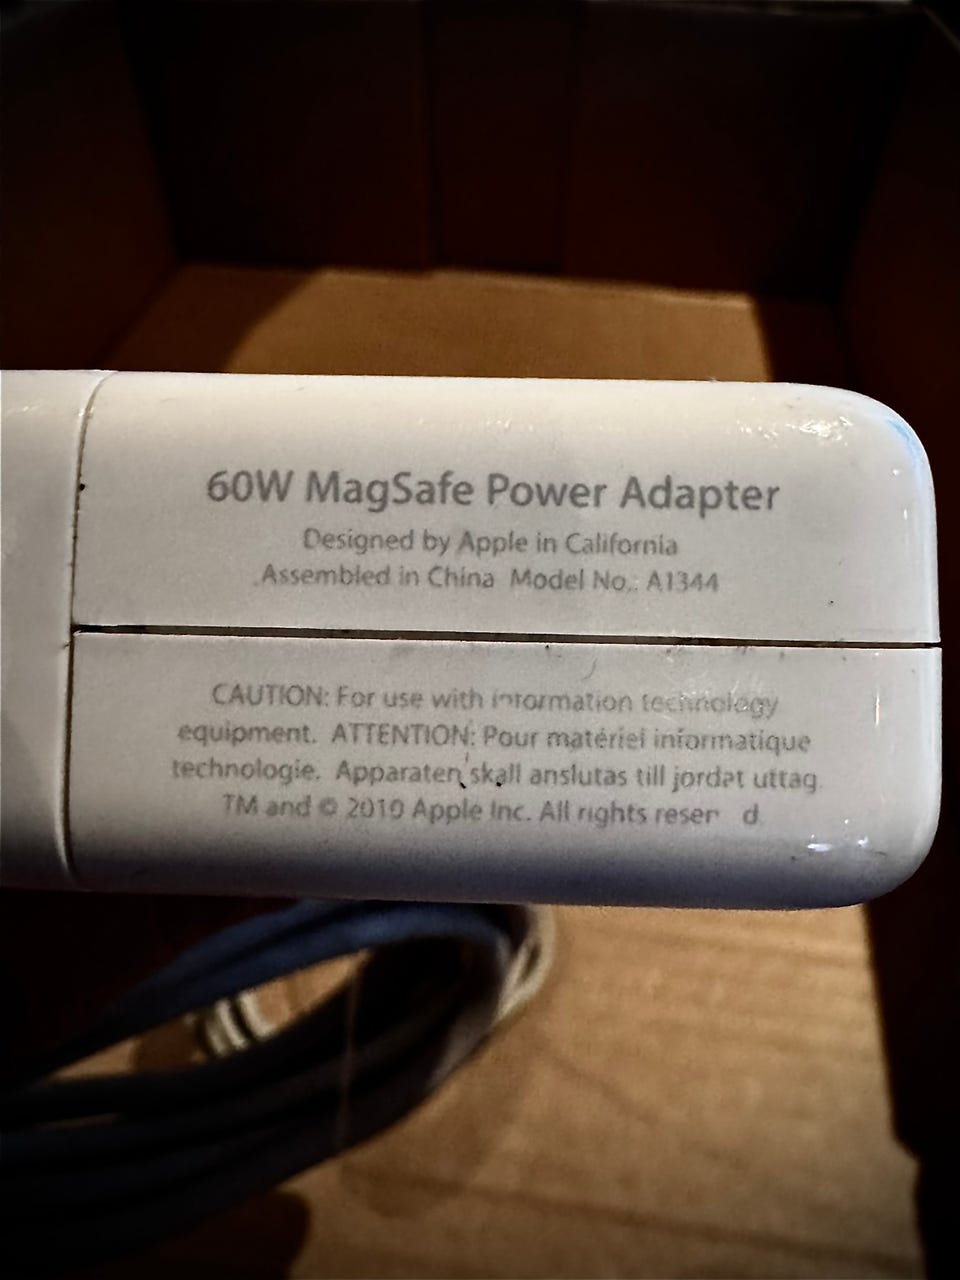 60W MagSafe Power Adapter
Designed by Apple in California
Assembled in China Model No.: A1344
CAUTION: For use with information technology
equipment. ATTENTION: Pour matériel informatique
technologie. Apparaten skall anslutas till jordat uttag
TM and © 2010 Apple Inc. All rights reser d